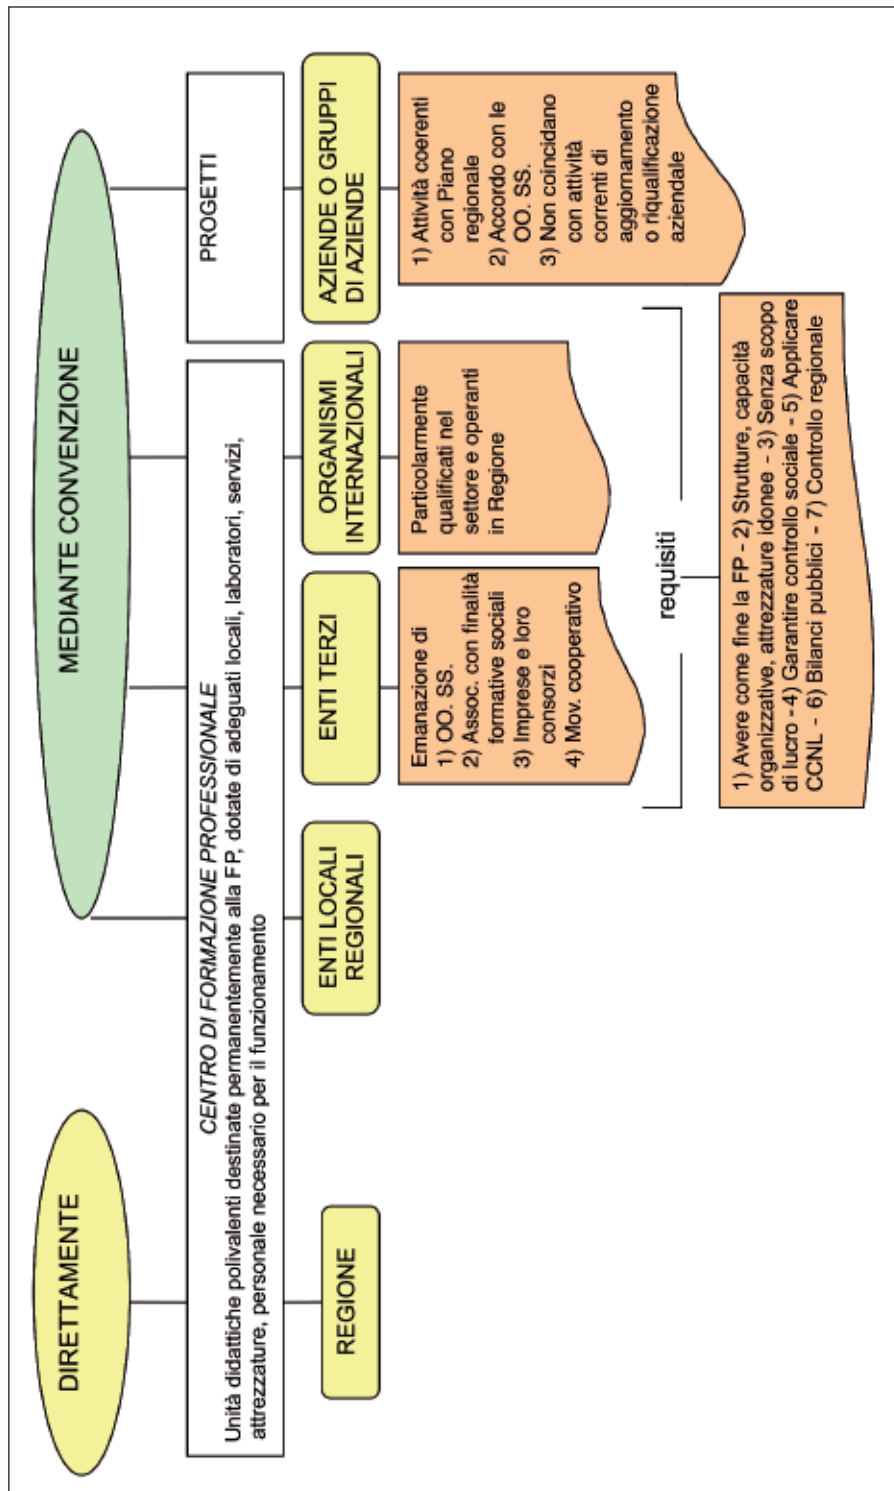 DIRETTAMENTE
MEDIANTE CONVENZIONE
CENTRO DI FORMAZIONE PROFESSIONALE
Unità didattiche polivalenti destinate permanentemente alla FP, dotate di adeguati locali, laboratori, servizi,
attrezzature, personale necessario per il funzionamento
PROGETTI
REGIONE
ENTI LOCALI
REGIONALI
ENTI TERZI
ORGANISMI
INTERNAZIONALI
AZIENDE O GRUPPI
DI AZIENDE
Emanazione di
1) OO. SS.
2) Assoc. con finalità
formative sociali
3) Imprese e loro
consorzi
4) Mov. cooperativo
Particolarmente
qualificati nel
settore e operanti
in Regione
1) Attività coerenti
con Piano
regionale
2) Accordo con le
OO. SS.
3) Non coincidano
con attività
correnti di
aggiornamento
o riqualificazione
aziendale
requisiti
1) Avere come fine la FP - 2) Strutture, capacità
organizzative, attrezzature idonee - 3) Senza scopo
di lucro - 4) Garantire controllo sociale - 5) Applicare
CCNL - 6) Bilanci pubblici - 7) Controllo regionale